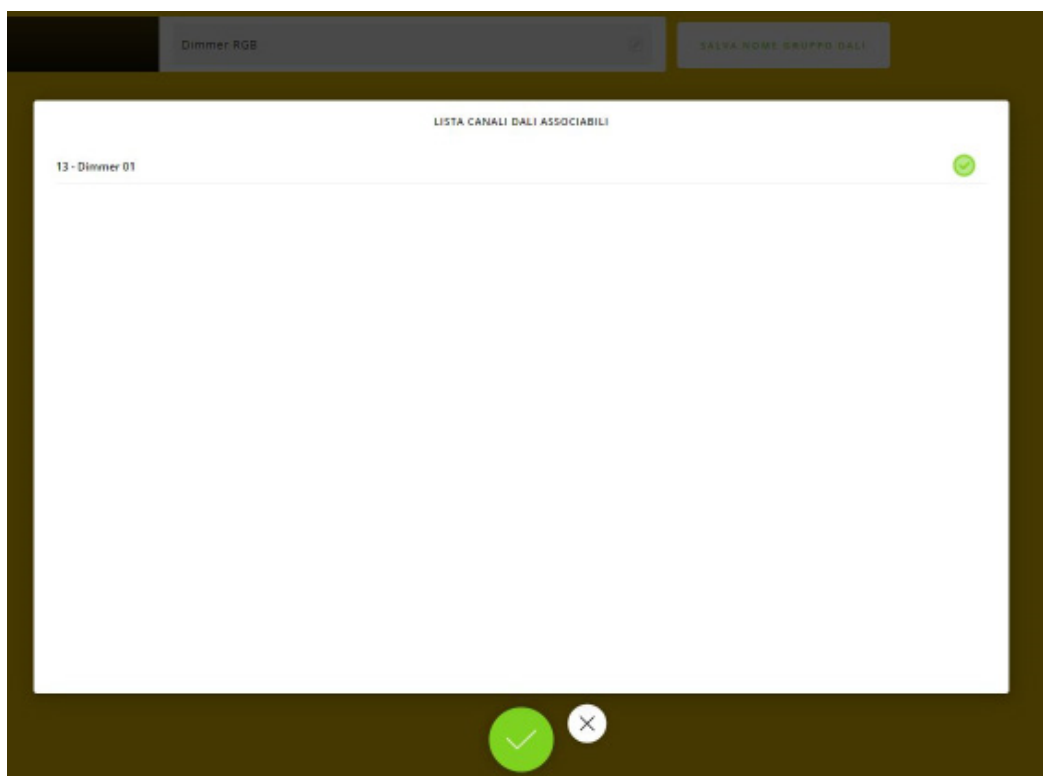 Dimmer RGB
SALVA NOME GRUPPO DALI
LISTA CANALI DALI ASSOCIABILI
13 - Dimmer 01